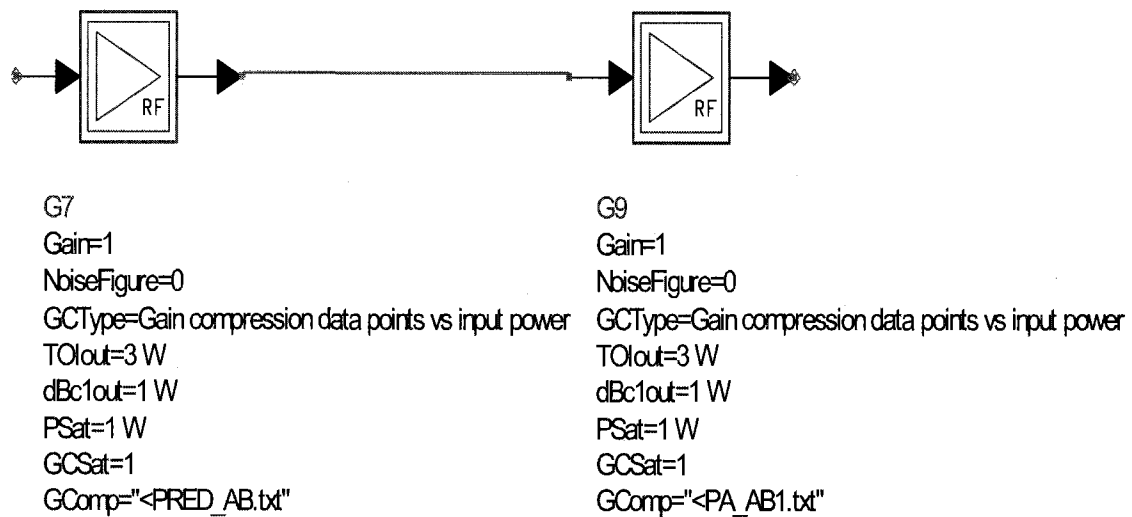 RF
RF
G7
Gain=1
NoiseFigure=0
GCType=Gain compression data points vs input power
TOIout=3 W
dBc1out=1 W
PSat=1 W
GCSat=1
GComp="<PRED_AB.txt"
G9
Gain=1
NoiseFigure=0
GCType=Gain compression data points vs input power
TOIout=3 W
dBc1out=1 W
PSat=1 W
GCSat=1
GComp="<PA_AB1.txt"